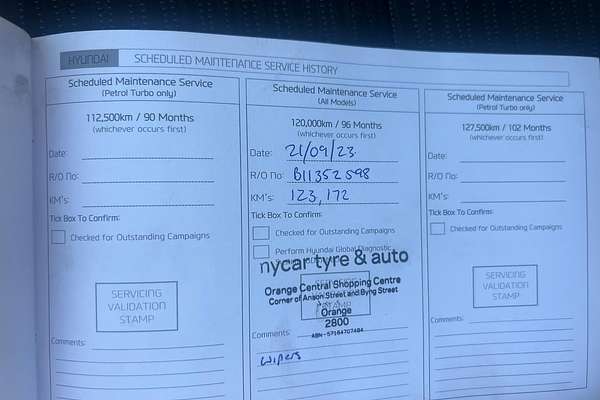 HYUNDAI SCHEDULED MAINTENANCE SERVICE HISTORY
Scheduled Maintenance Service
(Petrol Turbo only)
112,500km / 90 Months
(whichever occurs first)
Date:
R/O No:
KM's:
Tick Box To Confirm:
Checked for Outstanding Campaigns
SERVICING
VALIDATION
STAMP
Comments:
Scheduled Maintenance Service
(All Models)
120,000km / 96 Months
(whichever occurs first)
Date: 21/09/23
R/O No: B11352598
KM's: 123,172
Tick Box To Confirm:
Checked for Outstanding Campaigns
Perform Hyundai Global Diagnostic
mycar tyre & auto
Orange Central Shopping Centre
Corner of Anson Street and Byng Street
STAMP
Orange
2800
ABN - 57164707484
Comments:
wipers
Scheduled Maintenance Service
(Petrol Turbo only)
127,500km / 102 Months
(whichever occurs first)
Date:
R/O No:
KM's:
Tick Box To Confirm:
Checked for Outstanding Campaigns
SERVICING
VALIDATION
STAMP
Comments: